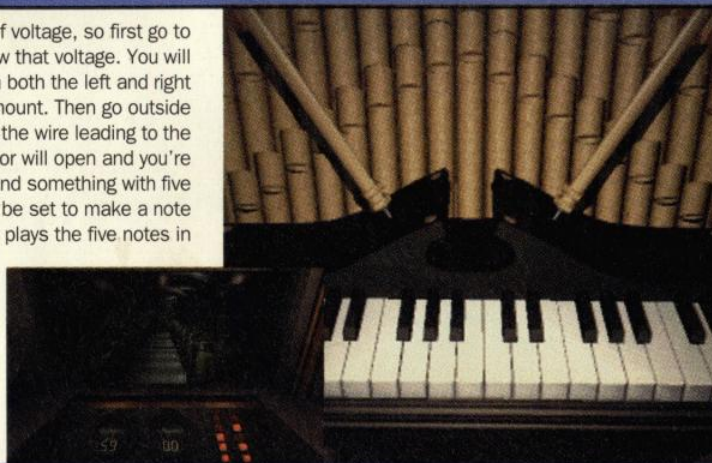 f voltage, so first go to
w that voltage. You will
both the left and right
mount. Then go outside
the wire leading to the
or will open and you're
nd something with five
be set to make a note
plays the five notes in
59 00